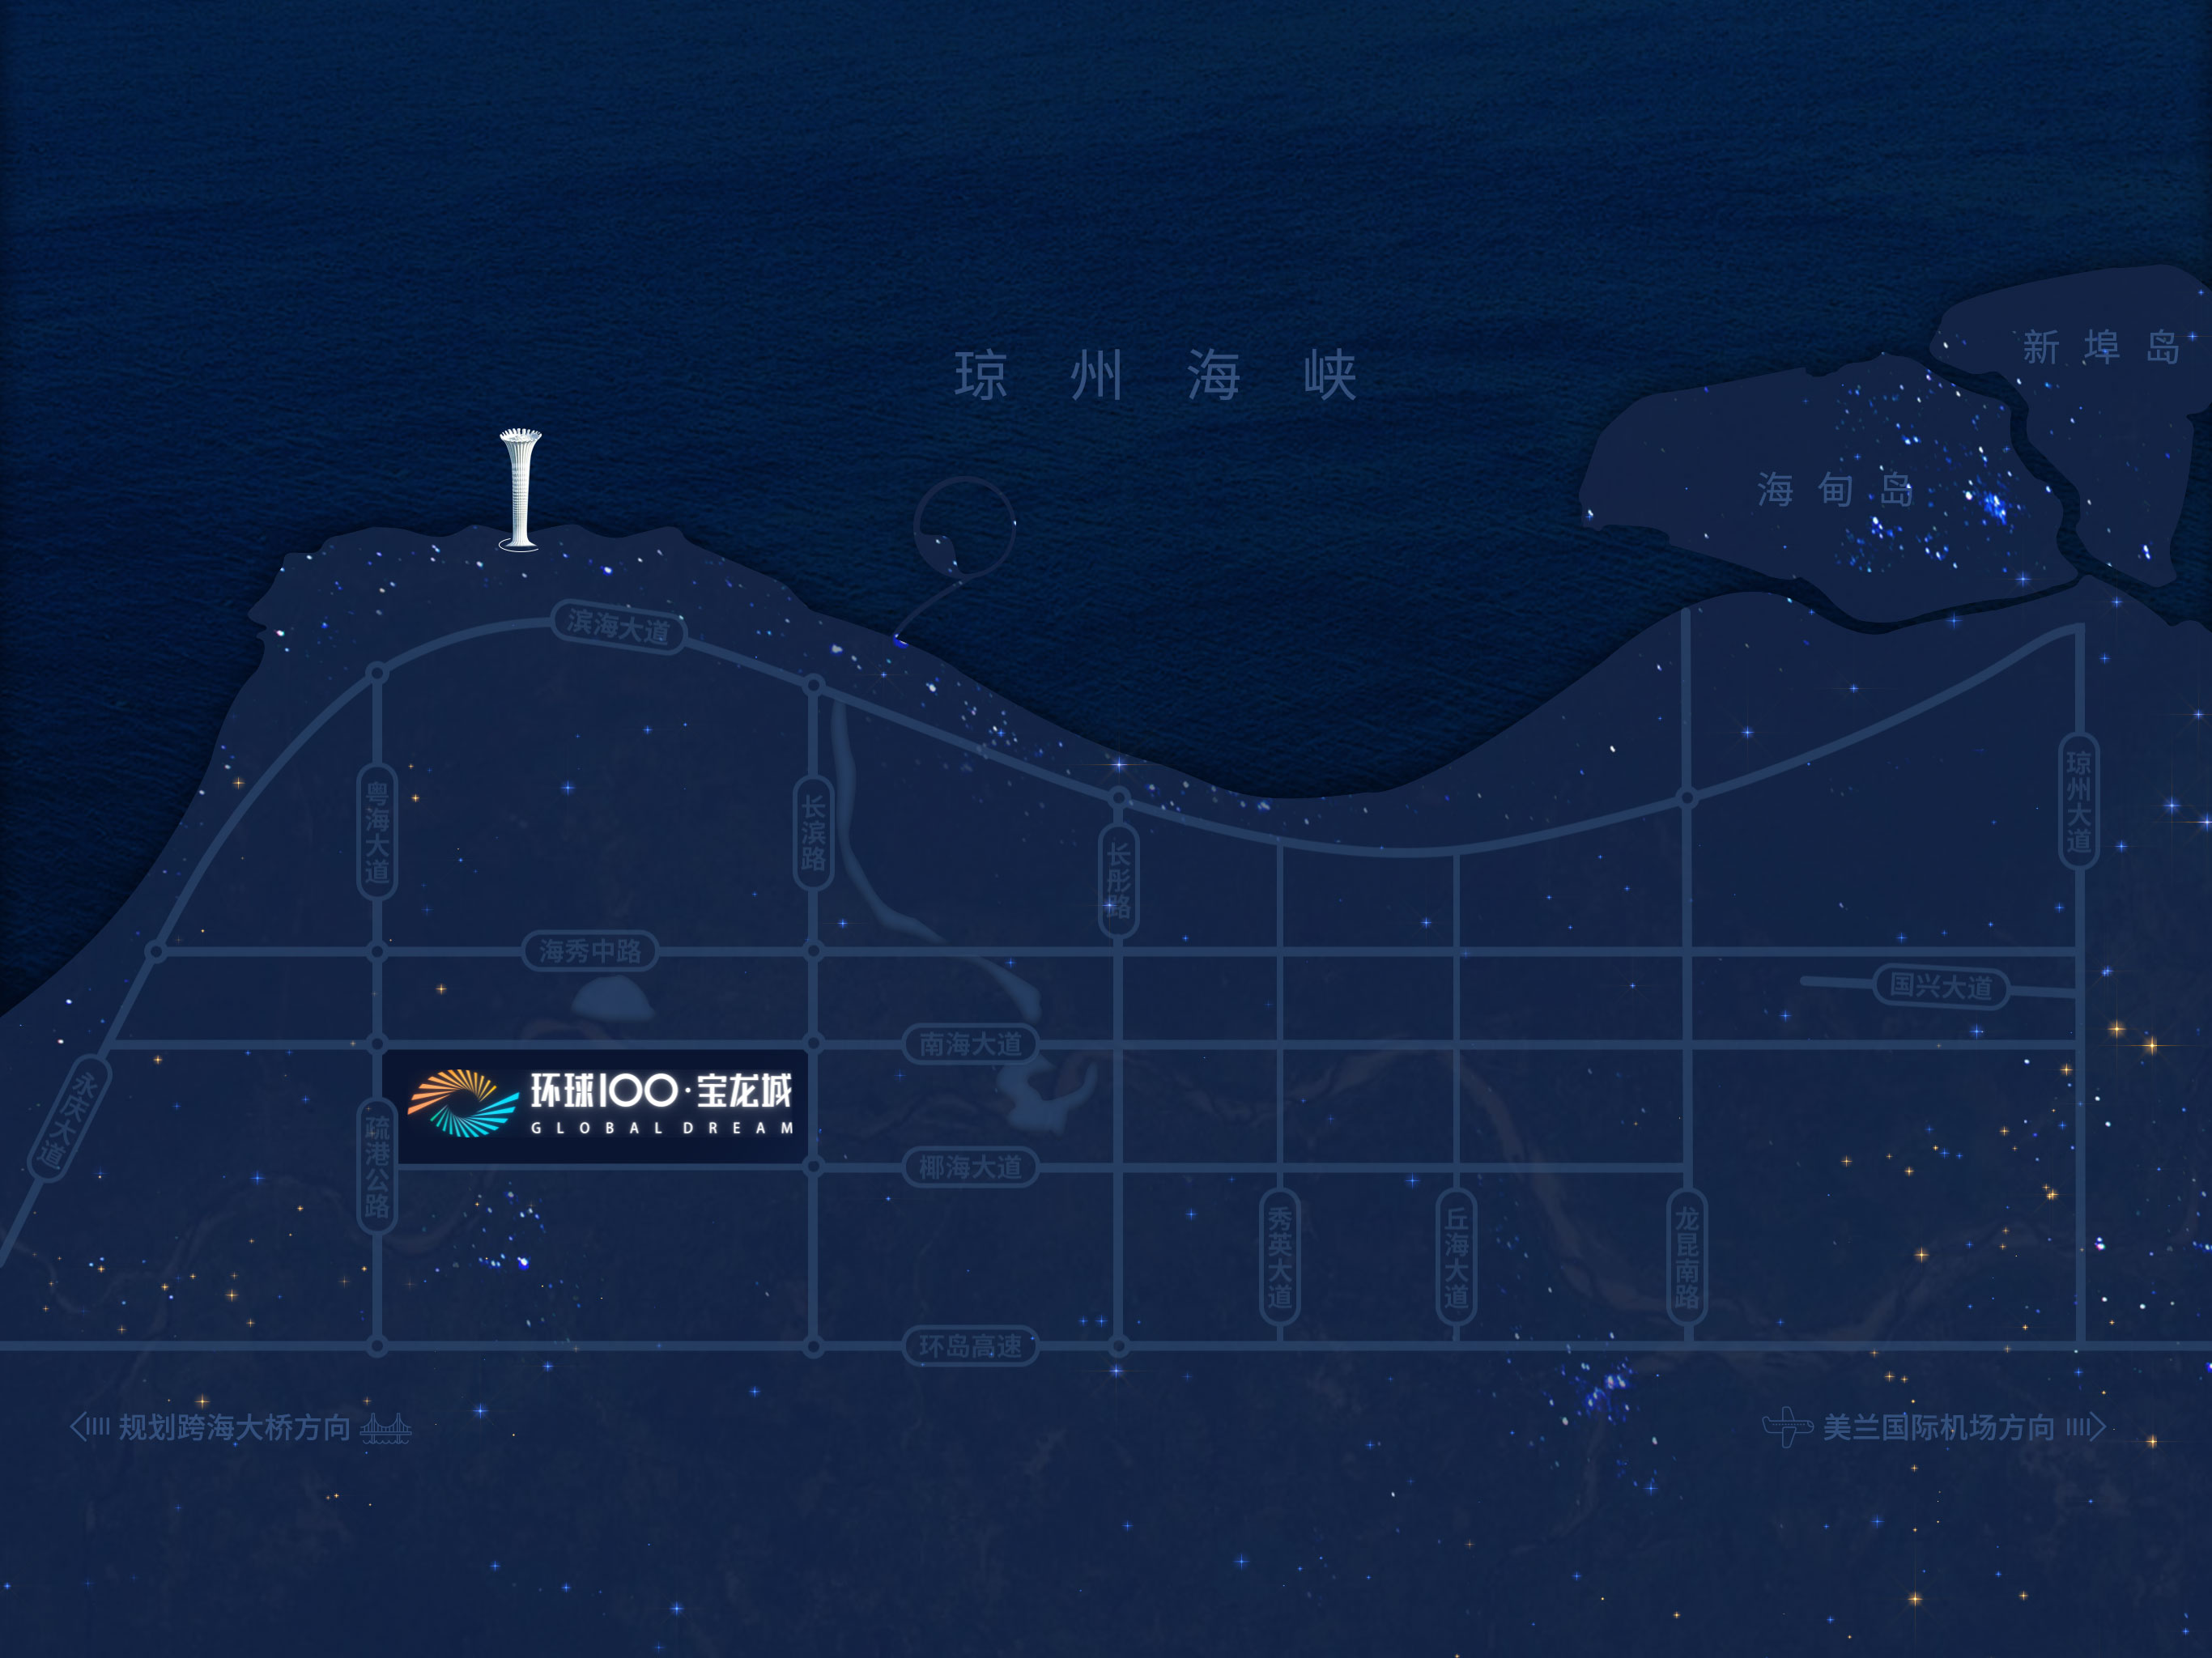 琼州海峡
新埠岛
海甸岛
滨海大道
粤海大道
长滨路
长彤路
琼州大道
海秀中路
国兴大道
南海大道
永庆大道
疏港公路
环球100·宝龙城
GLOBAL DREAM
椰海大道
秀英大道
丘海大道
龙昆南路
环岛高速
规划跨海大桥方向
美兰国际机场方向